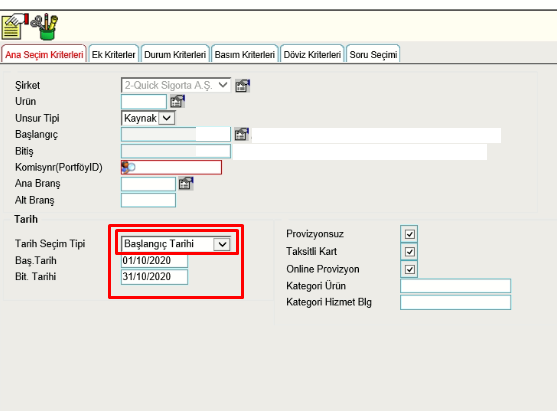 Ana Seçim Kriterleri Ek Kriterler Durum Kriterleri Basım Kriterleri Döviz Kriterleri Soru Seçimi
Şirket 2-Quick Sigorta A.Ş.
Ürün
Unsur Tipi Kaynak
Başlangıç
Bitiş
Komisynr(PortföyID)
Ana Branş
Alt Branş
Tarih
Tarih Seçim Tipi Başlangıç Tarihi
Baş.Tarih 01/10/2020
Bit. Tarihi 31/10/2020
Provizyonsuz
Taksitli Kart
Online Provizyon
Kategori Ürün
Kategori Hizmet Blg